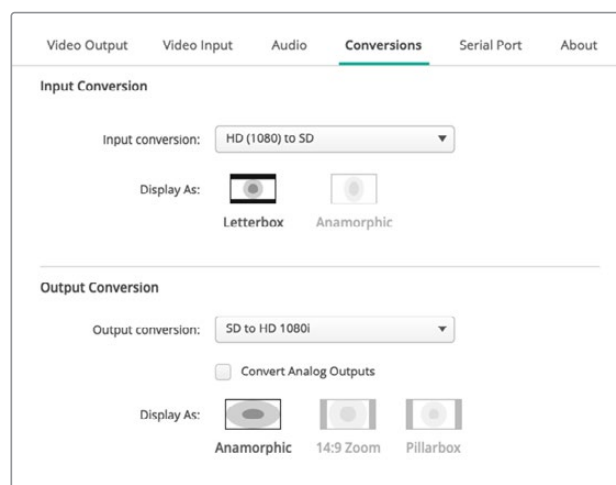 Video Output Video Input Audio Conversions Serial Port About
Input Conversion
Input conversion: HD (1080) to SD
Display As:
Letterbox Anamorphic
Output Conversion
Output conversion: SD to HD 1080i
Convert Analog Outputs
Display As:
Anamorphic 14:9 Zoom Pillarbox